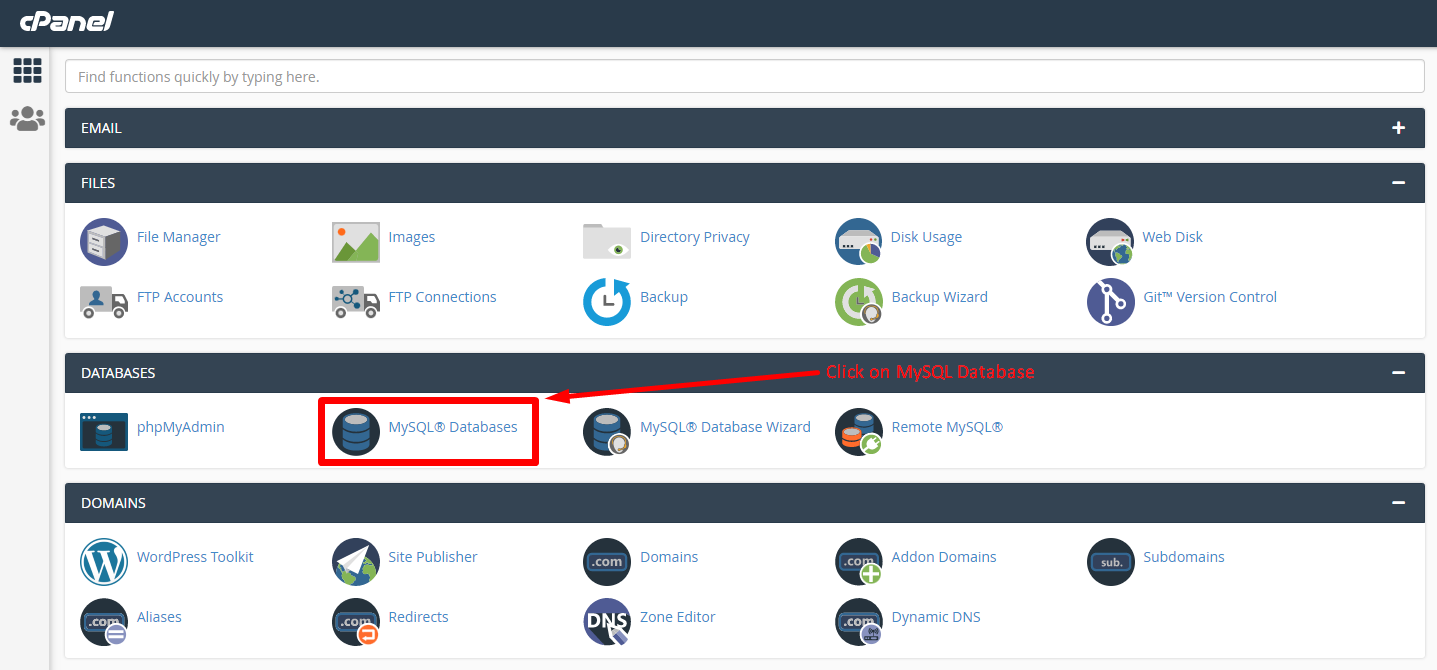 cPanel
Find functions quickly by typing here.
EMAIL
FILES
File Manager
Images
Directory Privacy
Disk Usage
Web Disk
FTP Accounts
FTP Connections
Backup
Backup Wizard
Git™ Version Control
DATABASES
Click on MySQL Database
phpMyAdmin
MySQL® Databases
MySQL® Database Wizard
Remote MySQL®
DOMAINS
WordPress Toolkit
Site Publisher
.com
Domains
.com
Addon Domains
sub.
Subdomains
.com
Aliases
.com
Redirects
DNS
Zone Editor
.com
Dynamic DNS